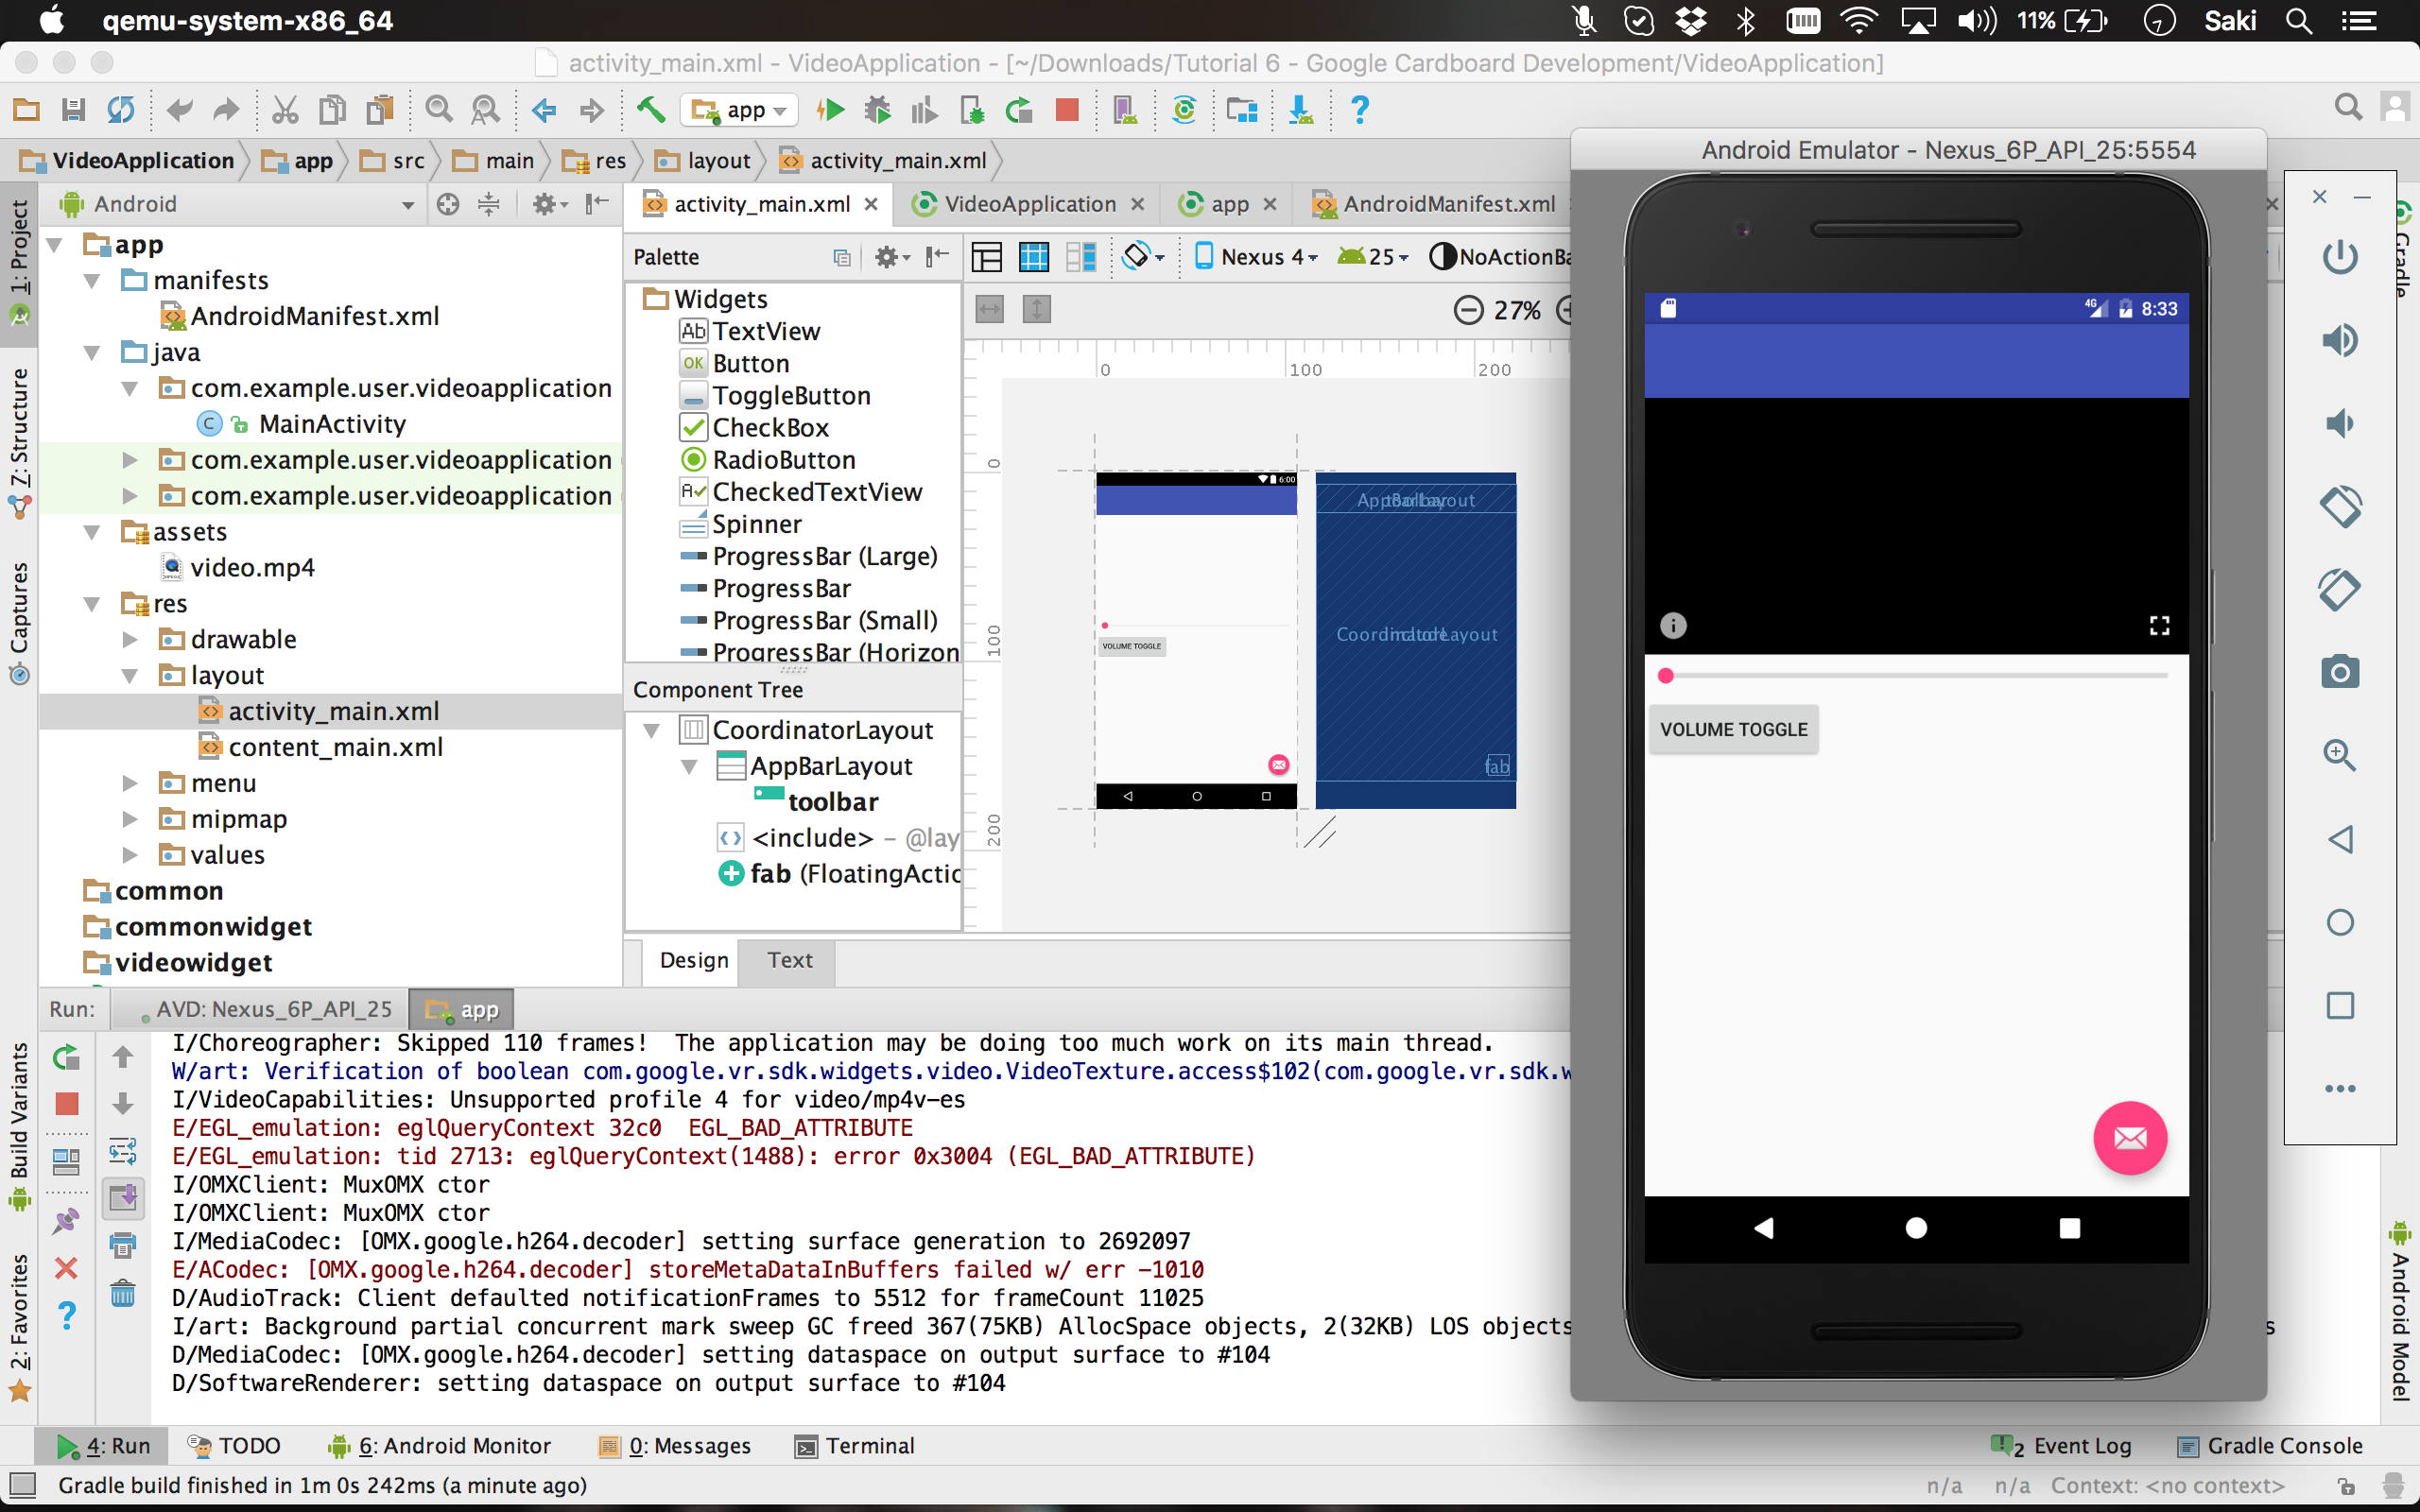 qemu-system-x86_64
11%
Saki
activity_main.xml - VideoApplication - [~/Downloads/Tutorial 6 - Google Cardboard Development/VideoApplication]
app
VideoApplication
app
src
main
res
layout
activity_main.xml
Android Emulator - Nexus_6P_API_25:5554
1: Project
Z: Structure
Captures
Build Variants
2: Favorites
Android
app
manifests
AndroidManifest.xml
java
com.example.user.videoapplication
MainActivity
com.example.user.videoapplication
com.example.user.videoapplication
assets
video.mp4
res
drawable
layout
activity_main.xml
content_main.xml
menu
mipmap
values
common
commonwidget
videowidget
activity_main.xml
VideoApplication
app
AndroidManifest.xml
Palette
Nexus 4
25
NoActionBa
Widgets
TextView
Button
ToggleButton
CheckBox
RadioButton
CheckedTextView
Spinner
ProgressBar (Large)
ProgressBar
ProgressBar (Small)
ProgressBar (Horizon
27%
0
100
200
0
100
200
6:00
VOLUME TOGGLE
AppBarLayout
toolbar
CoordinatorLayout
include
fab
Component Tree
CoordinatorLayout
AppBarLayout
toolbar
<include> – @lay
fab (FloatingActio
Design
Text
4G
8:33
VOLUME TOGGLE
Gradle
Android Model
Run:
AVD: Nexus_6P_API_25
app
I/Choreographer: Skipped 110 frames!  The application may be doing too much work on its main thread.
W/art: Verification of boolean com.google.vr.sdk.widgets.video.VideoTexture.access$102(com.google.vr.sdk.w
I/VideoCapabilities: Unsupported profile 4 for video/mp4v-es
E/EGL_emulation: eglQueryContext 32c0  EGL_BAD_ATTRIBUTE
E/EGL_emulation: tid 2713: eglQueryContext(1488): error 0x3004 (EGL_BAD_ATTRIBUTE)
I/OMXClient: MuxOMX ctor
I/OMXClient: MuxOMX ctor
I/MediaCodec: [OMX.google.h264.decoder] setting surface generation to 2692097
E/ACodec: [OMX.google.h264.decoder] storeMetaDataInBuffers failed w/ err -1010
D/AudioTrack: Client defaulted notificationFrames to 5512 for frameCount 11025
I/art: Background partial concurrent mark sweep GC freed 367(75KB) AllocSpace objects, 2(32KB) LOS objects
s
D/MediaCodec: [OMX.google.h264.decoder] setting dataspace on output surface to #104
D/SoftwareRenderer: setting dataspace on output surface to #104
4: Run
TODO
6: Android Monitor
0: Messages
Terminal
2 Event Log
Gradle Console
Gradle build finished in 1m 0s 242ms (a minute ago)
n/a
n/a
Context: <no context>